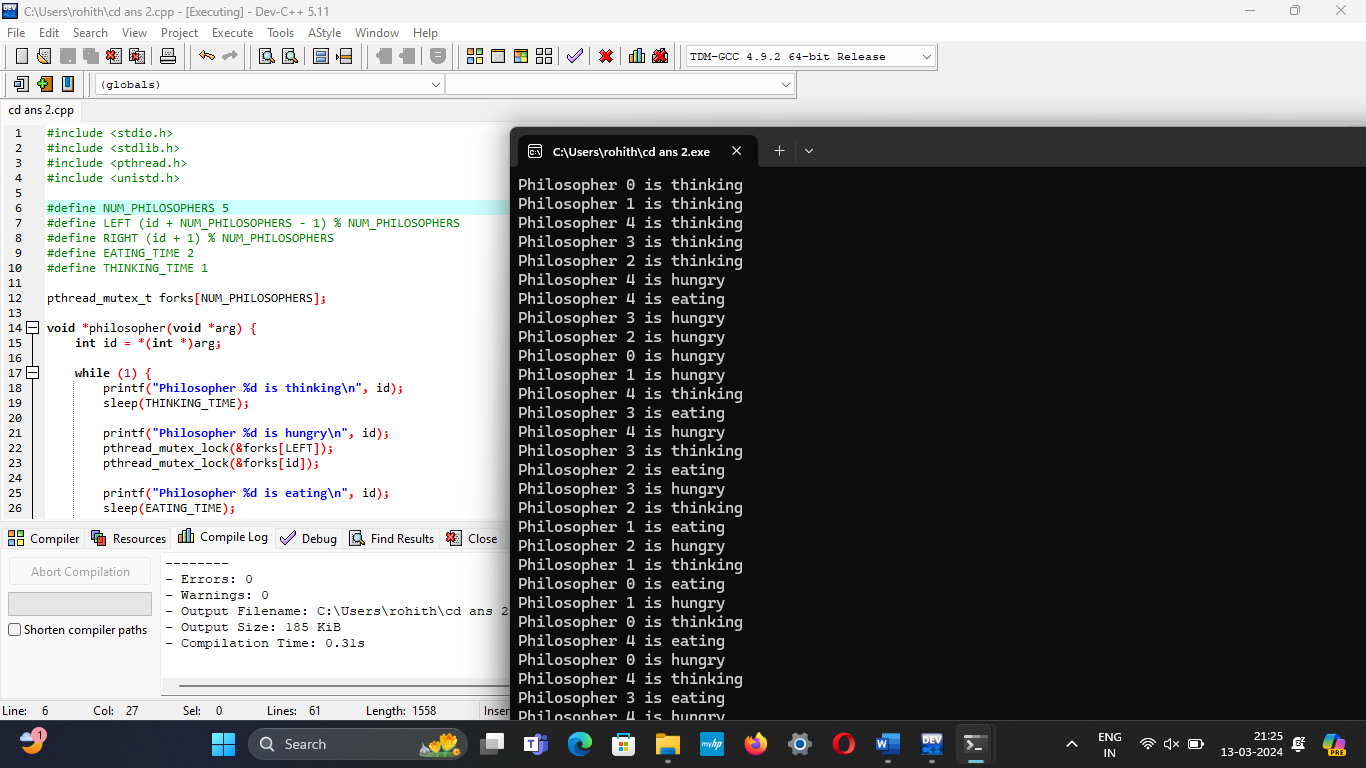 C:\Users\rohith\cd ans 2.cpp - [Executing] - Dev-C++ 5.11
File Edit Search View Project Execute Tools AStyle Window Help
TDM-GCC 4.9.2 64-bit Release
(globals)
cd ans 2.cpp
1 #include <stdio.h>
2 #include <stdlib.h>
3 #include <pthread.h>
4 #include <unistd.h>
5
6 #define NUM_PHILOSOPHERS 5
7 #define LEFT (id + NUM_PHILOSOPHERS - 1) % NUM_PHILOSOPHERS
8 #define RIGHT (id + 1) % NUM_PHILOSOPHERS
9 #define EATING_TIME 2
10 #define THINKING_TIME 1
11
12 pthread_mutex_t forks[NUM_PHILOSOPHERS];
13
14 void *philosopher(void *arg) {
15 int id = *(int *)arg;
16
17 while (1) {
18 printf("Philosopher %d is thinking\n", id);
19 sleep(THINKING_TIME);
20
21 printf("Philosopher %d is hungry\n", id);
22 pthread_mutex_lock(&forks[LEFT]);
23 pthread_mutex_lock(&forks[id]);
24
25 printf("Philosopher %d is eating\n", id);
26 sleep(EATING_TIME);
C:\Users\rohith\cd ans 2.exe
Philosopher 0 is thinking
Philosopher 1 is thinking
Philosopher 4 is thinking
Philosopher 3 is thinking
Philosopher 2 is thinking
Philosopher 4 is hungry
Philosopher 4 is eating
Philosopher 3 is hungry
Philosopher 2 is hungry
Philosopher 0 is hungry
Philosopher 1 is hungry
Philosopher 4 is thinking
Philosopher 3 is eating
Philosopher 4 is hungry
Philosopher 3 is thinking
Philosopher 2 is eating
Philosopher 3 is hungry
Philosopher 2 is thinking
Philosopher 1 is eating
Philosopher 2 is hungry
Philosopher 1 is thinking
Philosopher 0 is eating
Philosopher 1 is hungry
Philosopher 0 is thinking
Philosopher 4 is eating
Philosopher 0 is hungry
Philosopher 4 is thinking
Philosopher 3 is eating
Philosopher 4 is hungry
Compiler Resources Compile Log Debug Find Results Close
Abort Compilation
Shorten compiler paths
--------
- Errors: 0
- Warnings: 0
- Output Filename: C:\Users\rohith\cd ans 2
- Output Size: 185 KiB
- Compilation Time: 0.31s
Line: 6 Col: 27 Sel: 0 Lines: 61 Length: 1558 Inser
1
Search
myhp
DEV
ENG
IN
21:25
13-03-2024
PRE